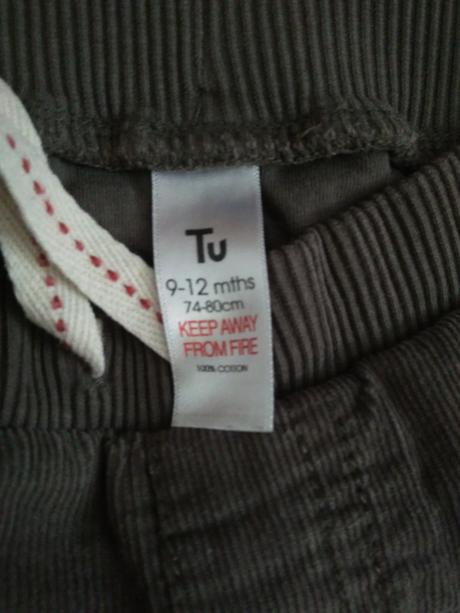 Tu
9-12 mths
74-80cm
KEEP AWAY
FROM FIRE
100% COTTON